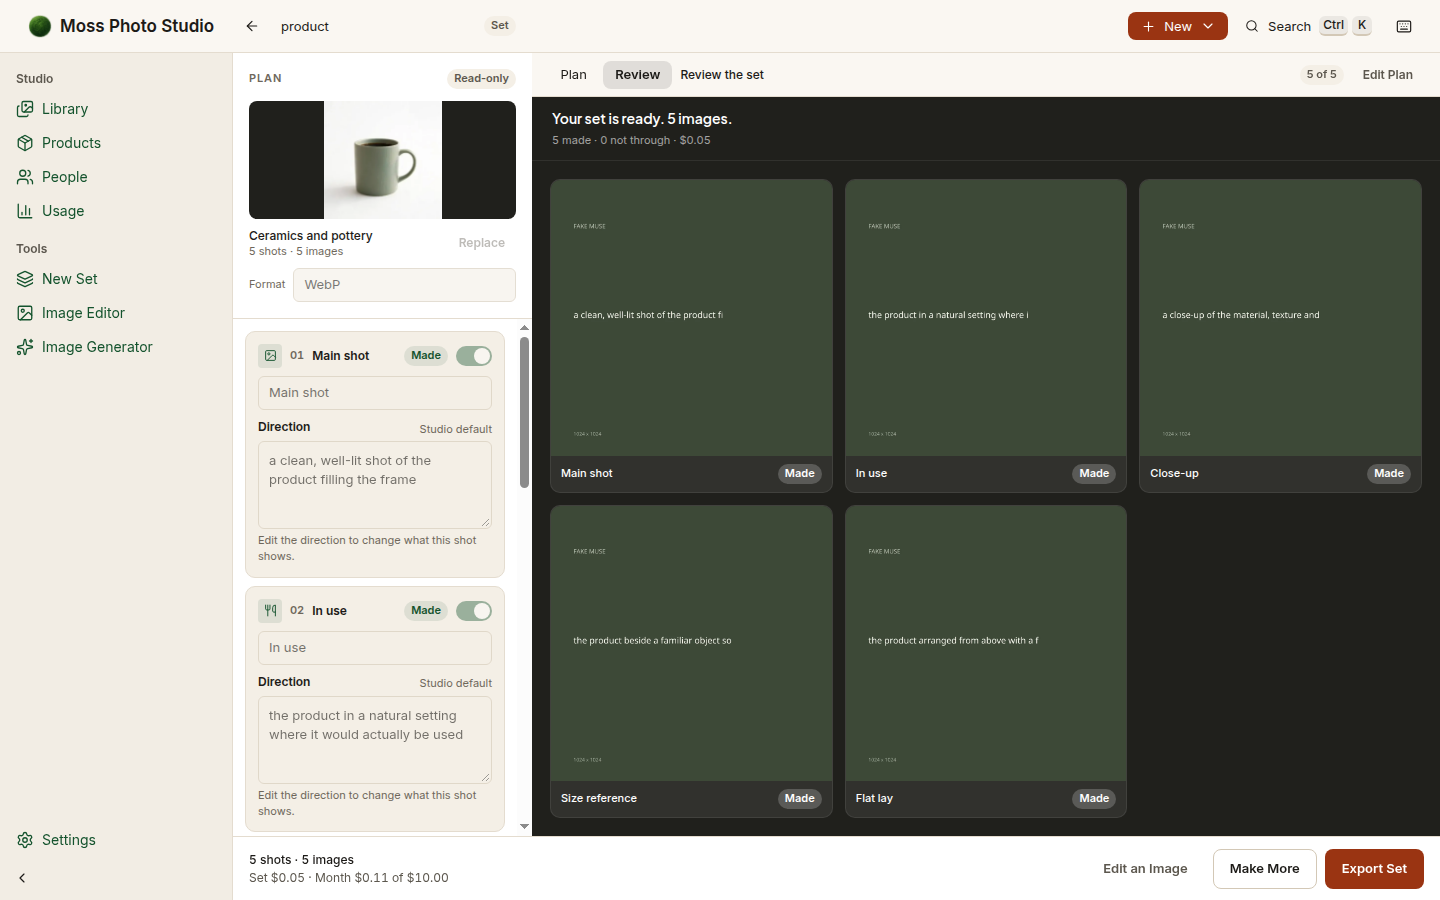 Moss Photo Studio
product
Set
New
Search Ctrl K
Studio
Library
Products
People
Usage
Tools
New Set
Image Editor
Image Generator
Settings
PLAN
Read-only
Ceramics and pottery
5 shots · 5 images
Replace
Format
WebP
01 Main shot Made
Main shot
Direction
Studio default
a clean, well-lit shot of the
product filling the frame
Edit the direction to change what this shot
shows.
02 In use Made
In use
Direction
Studio default
the product in a natural setting
where it would actually be used
Edit the direction to change what this shot
shows.
Plan
Review
Review the set
5 of 5
Edit Plan
Your set is ready. 5 images.
5 made · 0 not through · $0.05
FAKE MUSE
a clean, well-lit shot of the product fi
1024 x 1024
Main shot
Made
FAKE MUSE
the product in a natural setting where i
1024 x 1024
In use
Made
FAKE MUSE
a close-up of the material, texture and
1024 x 1024
Close-up
Made
FAKE MUSE
the product beside a familiar object so
1024 x 1024
Size reference
Made
FAKE MUSE
the product arranged from above with a f
1024 x 1024
Flat lay
Made
5 shots · 5 images
Set $0.05 · Month $0.11 of $10.00
Edit an Image
Make More
Export Set